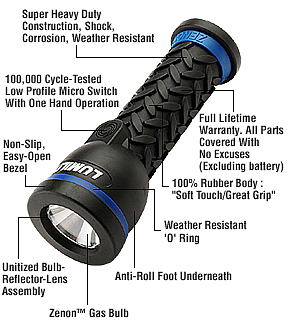 Super Heavy Duty
Construction, Shock,
Corrosion, Weather Resistant
100,000 Cycle-Tested
Low Profile Micro Switch
With One Hand Operation
Full Lifetime
Warranty. All Parts
Covered With
No Excuses
(Excluding battery)
Non-Slip,
Easy-Open
Bezel
100% Rubber Body :
"Soft Touch/Great Grip"
Weather Resistant
'O' Ring
Unitized Bulb-
Reflector-Lens
Assembly
Anti-Roll Foot Underneath
Zenon™ Gas Bulb